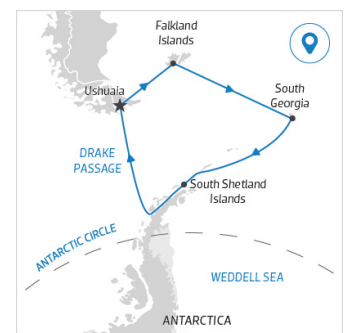 Falkland
Islands
Ushuaia
South
Georgia
DRAKE
PASSAGE
South Shetland
Islands
ANTARCTIC CIRCLE
WEDDELL SEA
ANTARCTICA